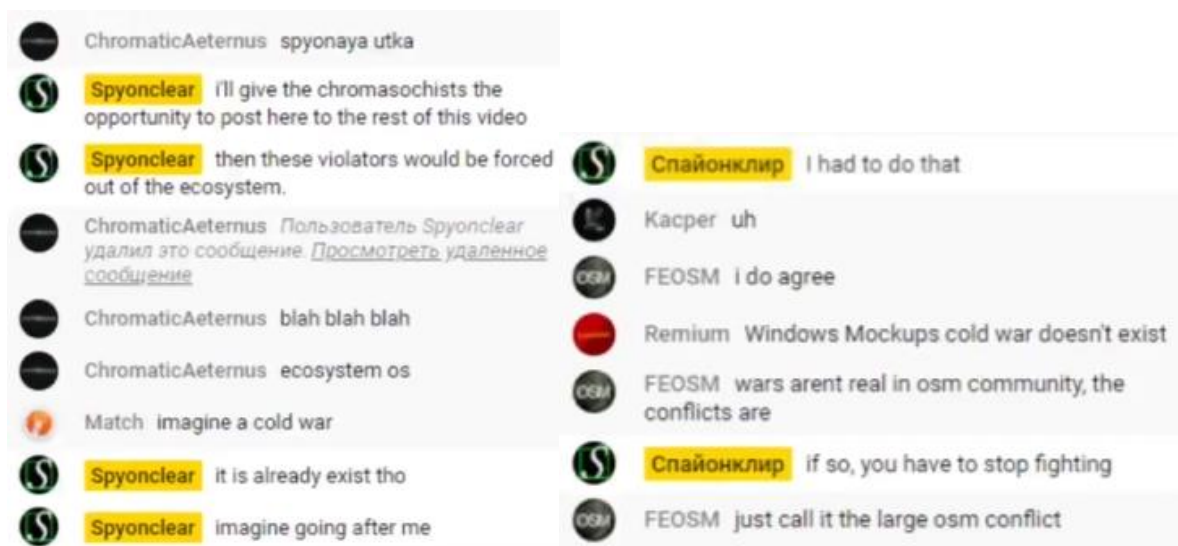 ChromaticAeternus spyonaya utka
Spyonclear i'll give the chromasochists the
opportunity to post here to the rest of this video
Spyonclear then these violators would be forced
out of the ecosystem.
ChromaticAeternus Пользователь Spyonclear
удалил это сообщение. Просмотреть удаленное
сообщение
ChromaticAeternus blah blah blah
ChromaticAeternus ecosystem os
Match imagine a cold war
Spyonclear it is already exist tho
Spyonclear imagine going after me
Спайонклир I had to do that
Kacper uh
FEOSM i do agree
Remium Windows Mockups cold war doesn't exist
FEOSM wars arent real in osm community, the
conflicts are
Спайонклир if so, you have to stop fighting
FEOSM just call it the large osm conflict